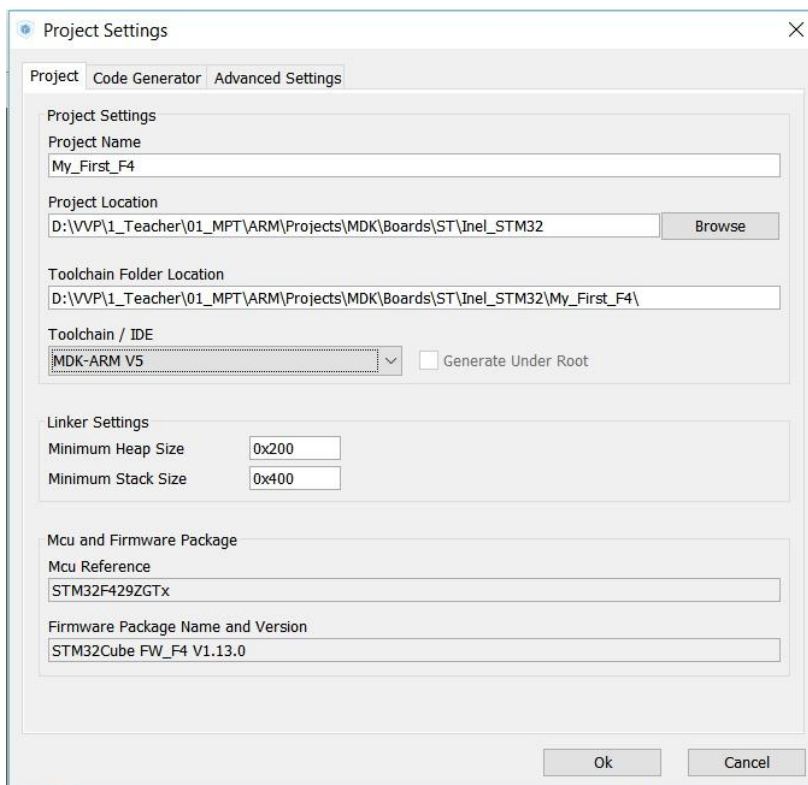 Project Settings
Project Code Generator Advanced Settings
Project Settings
Project Name
My_First_F4
Project Location
D:\VVP\1_Teacher\01_MPT\ARM\Projects\MDK\Boards\ST\Inel_STM32 Browse
Toolchain Folder Location
D:\VVP\1_Teacher\01_MPT\ARM\Projects\MDK\Boards\ST\Inel_STM32\My_First_F4\
Toolchain / IDE
MDK-ARM V5 Generate Under Root
Linker Settings
Minimum Heap Size 0x200
Minimum Stack Size 0x400
Mcu and Firmware Package
Mcu Reference
STM32F429ZGTx
Firmware Package Name and Version
STM32Cube FW_F4 V1.13.0
Ok Cancel